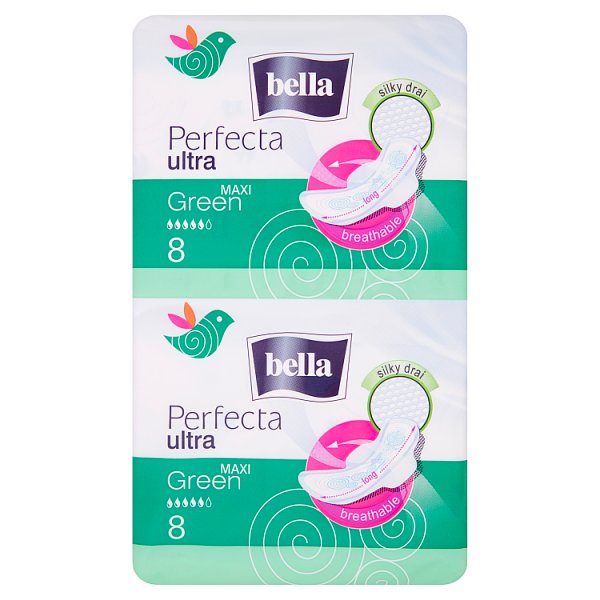 bella
silky drai
Perfecta
ultra
Green MAXI
long
breathable
8
bella
silky drai
Perfecta
ultra
Green MAXI
long
breathable
8